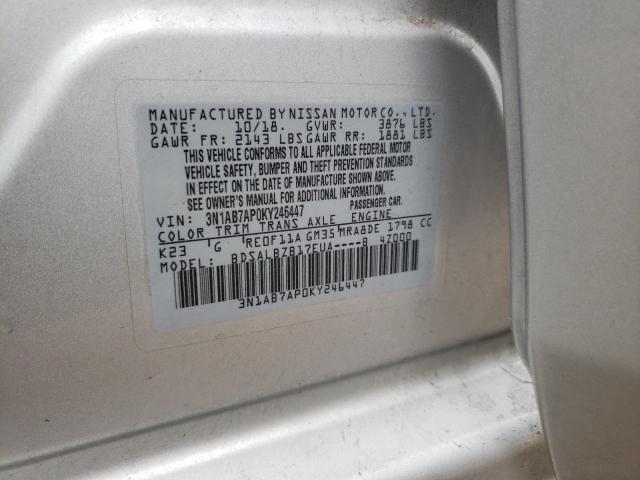 MANUFACTURED BY NISSAN MOTOR CO., LTD.
DATE: 10/18. GVWR: 3876 LBS
GAWR FR: 2143 LBS GAWR RR: 1881 LBS
THIS VEHICLE CONFORMS TO ALL APPLICABLE FEDERAL MOTOR
VEHICLE SAFETY, BUMPER AND THEFT PREVENTION STANDARDS
IN EFFECT ON THE DATE OF MANUFACTURE SHOWN ABOVE.
SEE OWNER'S MANUAL FOR ADDITIONAL INFORMATION.
VIN: 3N1AB7AP0KY246447 PASSENGER CAR.
COLOR TRIM TRANS AXLE ENGINE
K23 'G RE0F11A GM35 MRA8DE 1798 CC
MODEL: BDSALBZB17EUA----B 4Z000
3N1AB7AP0KY246447